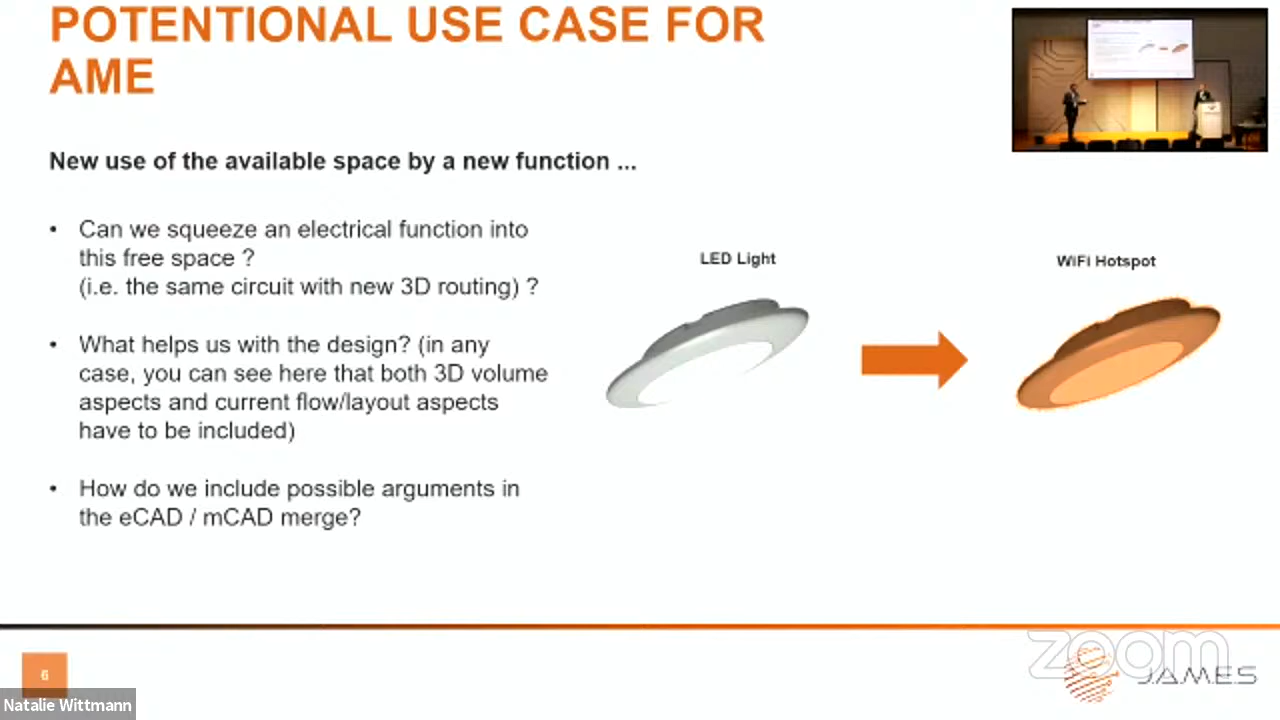 POTENTIONAL USE CASE FOR
AME
New use of the available space by a new function ...
• Can we squeeze an electrical function into
this free space ?
(i.e. the same circuit with new 3D routing) ?
• What helps us with the design? (in any
case, you can see here that both 3D volume
aspects and current flow/layout aspects
have to be included)
• How do we include possible arguments in
the eCAD / mCAD merge?
LED Light
WiFi Hotspot
6
Natalie Wittmann
zoom
JAMES